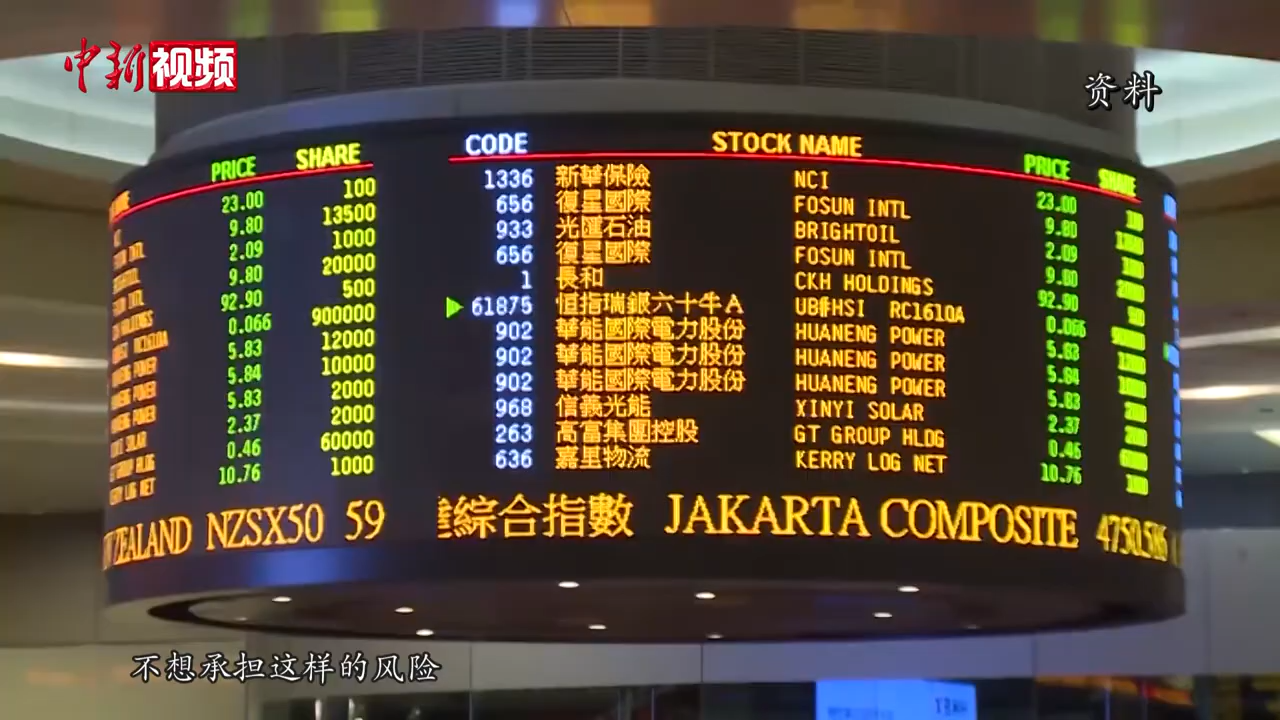 中新视频
资料
PRICE SHARE CODE STOCK NAME PRICE SHARE
23.00 100 1336 新華保險 NCI 23.00
9.80 13500 656 復星國際 FOSUN INTL 9.80
2.09 1000 933 光匯石油 BRIGHTOIL 2.09
9.80 20000 656 復星國際 FOSUN INTL 9.80
92.90 500 1 長和 CKH HOLDINGS 92.90
0.066 900000 61875 恒指瑞銀六十牛A UB#HSI RC1610A 0.066
5.83 12000 902 華能國際電力股份 HUANENG POWER 5.83
5.84 10000 902 華能國際電力股份 HUANENG POWER 5.84
5.83 2000 902 華能國際電力股份 HUANENG POWER 5.83
2.37 2000 968 信義光能 XINYI SOLAR 2.37
0.46 60000 263 高富集團控股 GT GROUP HLDG 0.46
10.76 1000 636 嘉里物流 KERRY LOG NET 10.76
ZEALAND NZSX50 59 綜合指數 JAKARTA COMPOSITE 4750.586
不想承担这样的风险